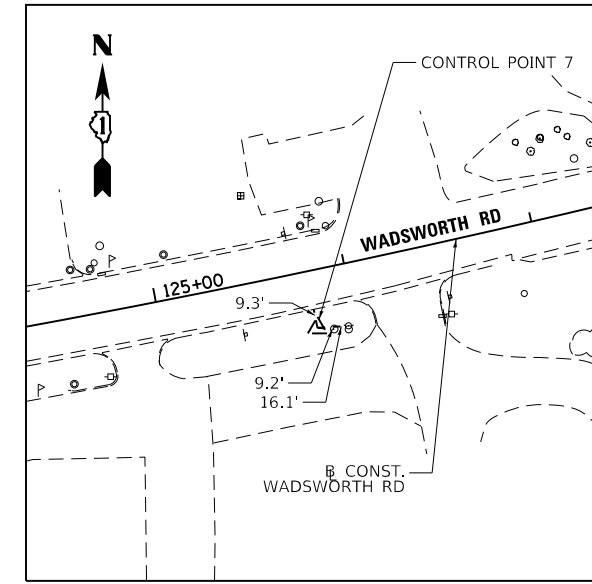 N
1
CONTROL POINT 7
WADSWORTH RD
125+00
9.3'
9.2'
16.1'
B CONST.
WADSWORTH RD